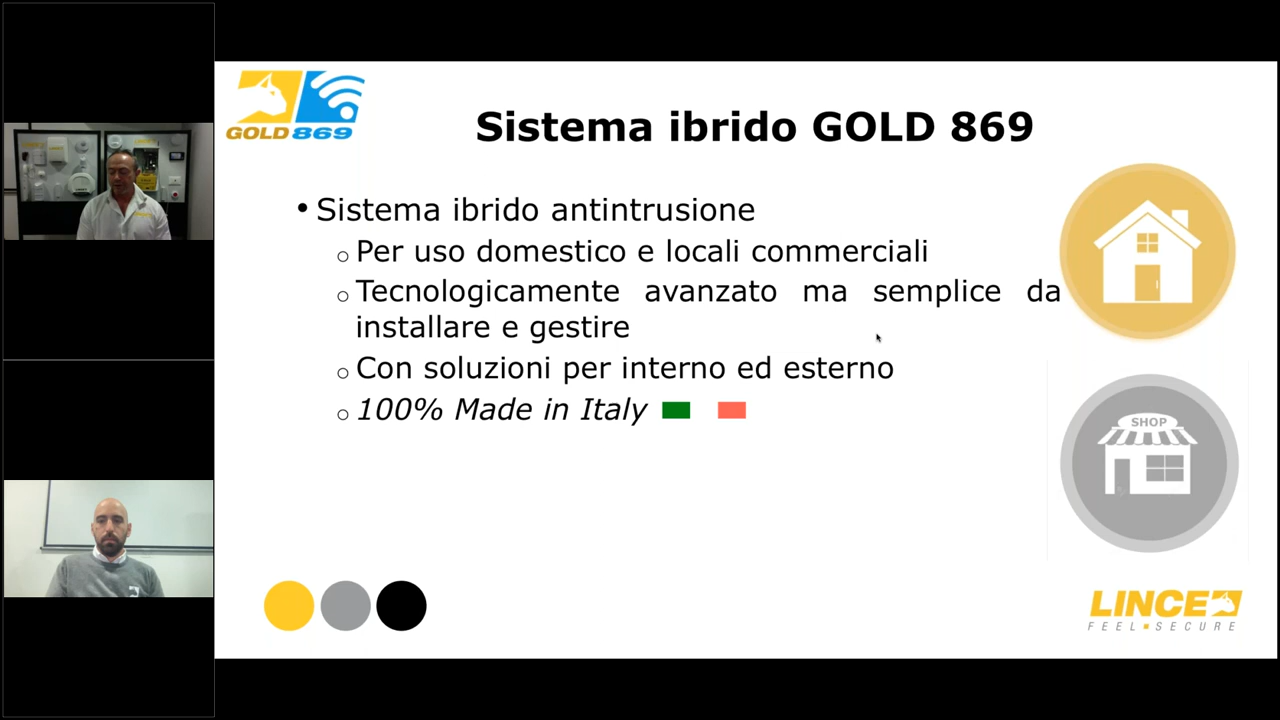 GOLD 869
Sistema ibrido GOLD 869
• Sistema ibrido antintrusione
o Per uso domestico e locali commerciali
o Tecnologicamente avanzato ma semplice da
installare e gestire
o Con soluzioni per interno ed esterno
o 100% Made in Italy
SHOP
LINCE
FEEL SECURE